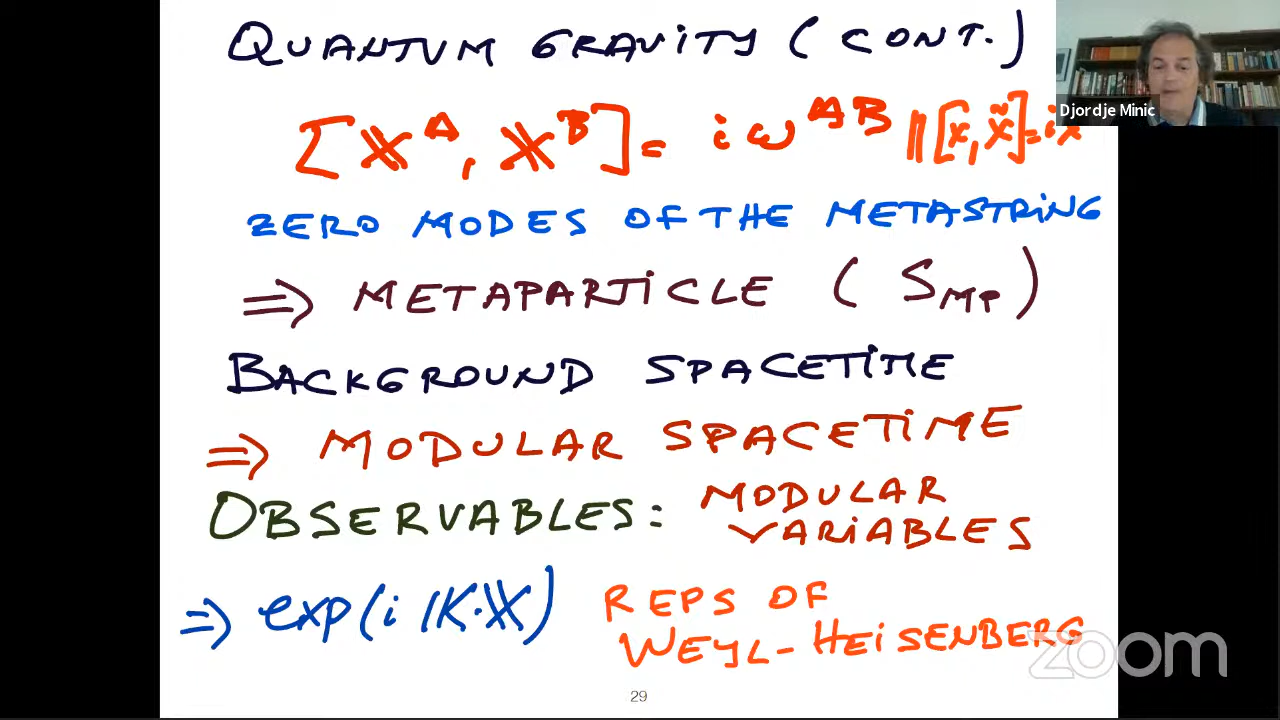 QUANTUM GRAVITY (CONT.)
Djordje Minic
[𝕏^A, 𝕏^B] = iω^AB || [x, x̃] = iλ
ZERO MODES OF THE METASTRING
⇒ METAPARTICLE (S_MP)
BACKGROUND SPACETIME
⇒ MODULAR SPACETIME
OBSERVABLES: MODULAR VARIABLES
⇒ exp(i 𝕂·𝕏) REPS OF WEYL-HEISENBERG
zoom
29